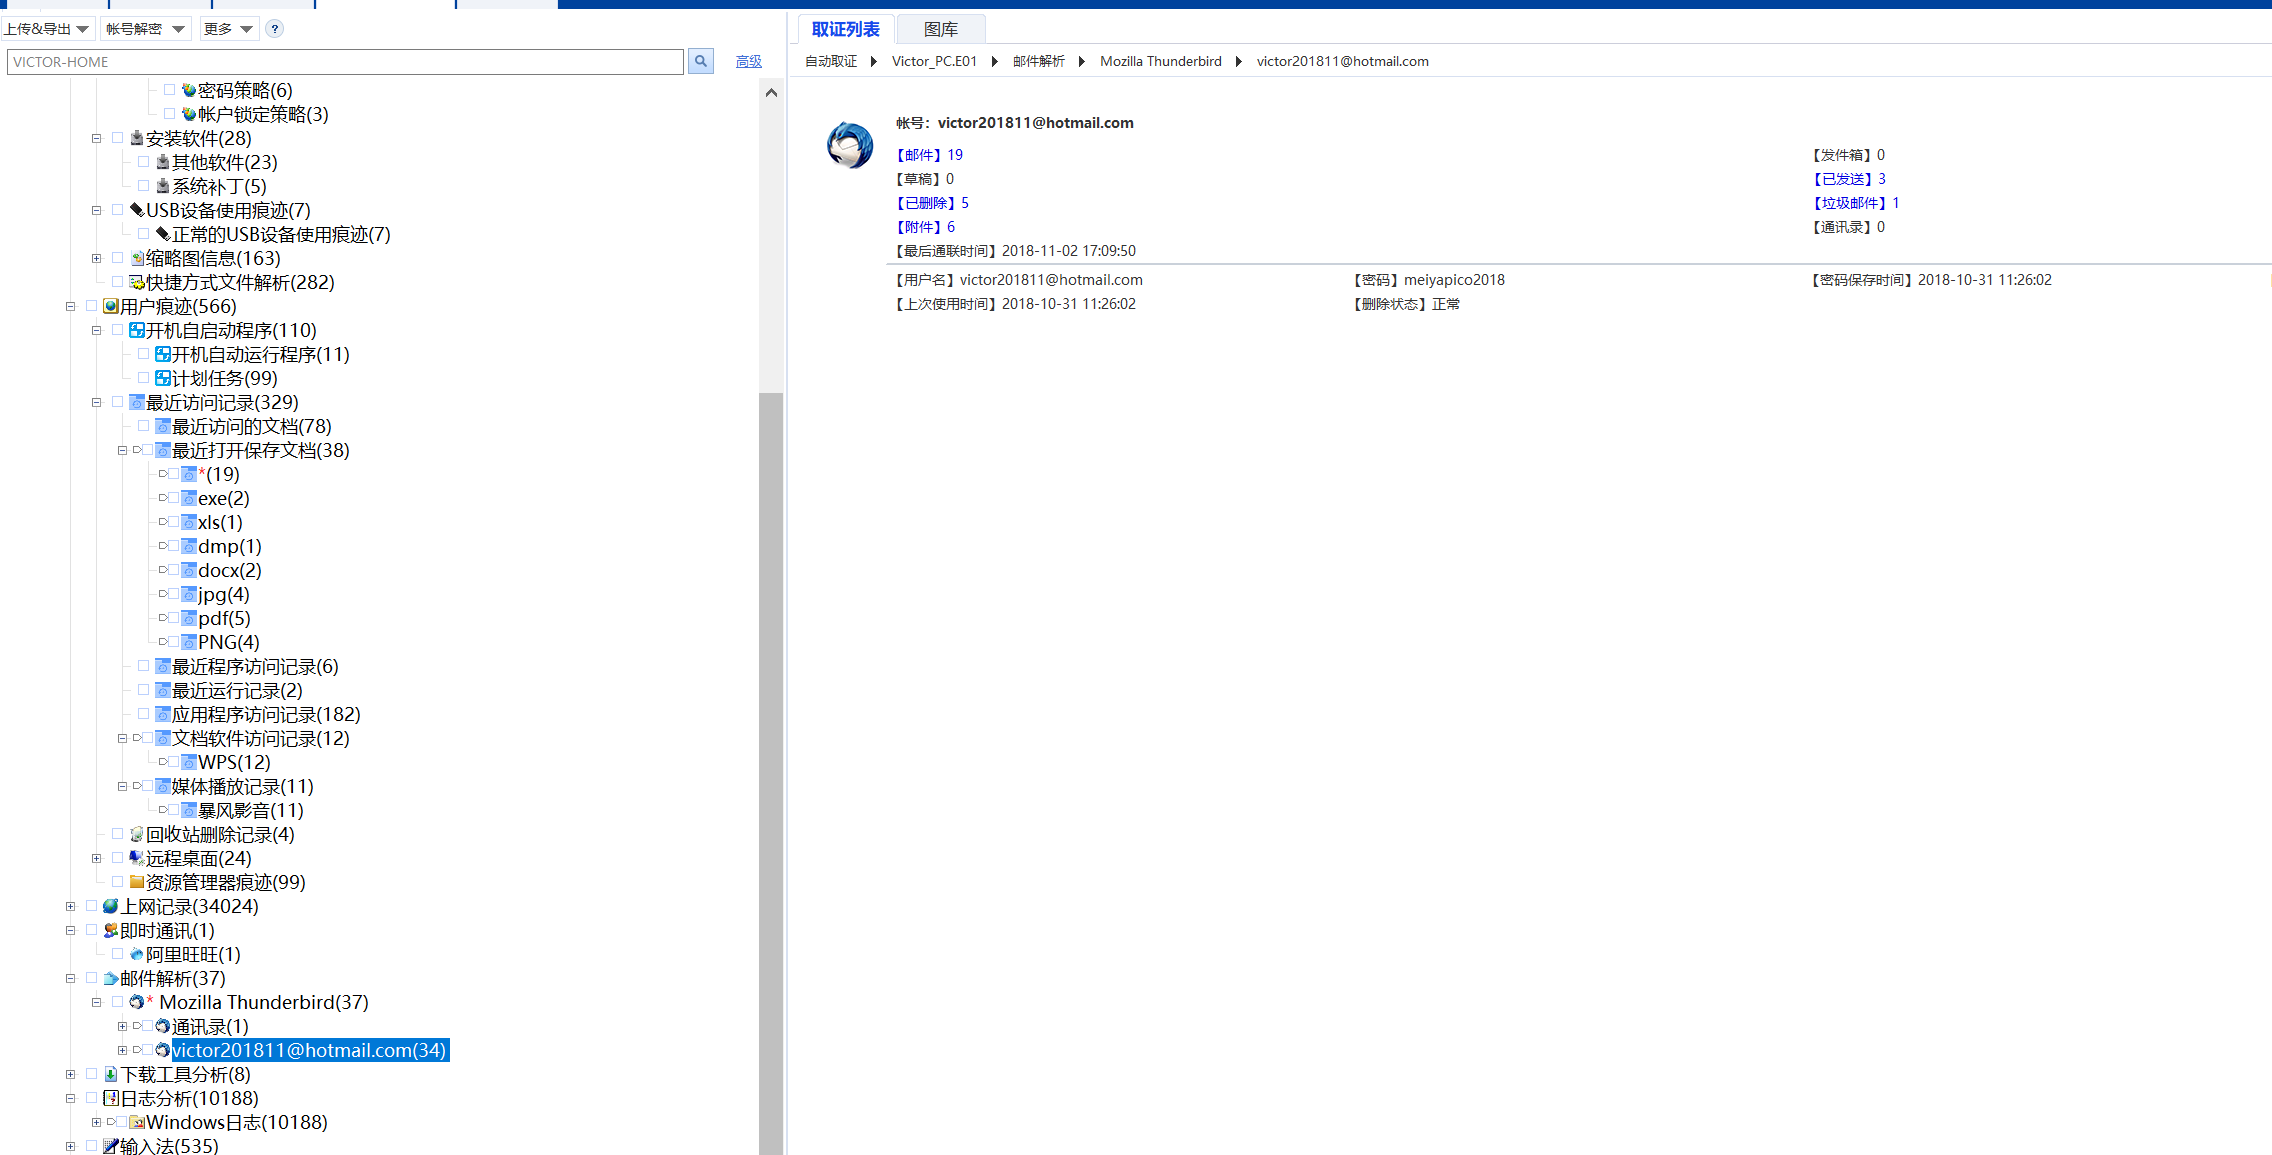 上传&导出 帐号解密 更多 ?
VICTOR-HOME 高级
密码策略(6)
帐户锁定策略(3)
安装软件(28)
其他软件(23)
系统补丁(5)
USB设备使用痕迹(7)
正常的USB设备使用痕迹(7)
缩略图信息(163)
快捷方式文件解析(282)
用户痕迹(566)
开机自启动程序(110)
开机自动运行程序(11)
计划任务(99)
最近访问记录(329)
最近访问的文档(78)
最近打开保存文档(38)
*(19)
exe(2)
xls(1)
dmp(1)
docx(2)
jpg(4)
pdf(5)
PNG(4)
最近程序访问记录(6)
最近运行记录(2)
应用程序访问记录(182)
文档软件访问记录(12)
WPS(12)
媒体播放记录(11)
暴风影音(11)
回收站删除记录(4)
远程桌面(24)
资源管理器痕迹(99)
上网记录(34024)
即时通讯(1)
阿里旺旺(1)
邮件解析(37)
* Mozilla Thunderbird(37)
通讯录(1)
victor201811@hotmail.com(34)
下载工具分析(8)
日志分析(10188)
Windows日志(10188)
输入法(535)
取证列表 图库
自动取证 Victor_PC.E01 邮件解析 Mozilla Thunderbird victor201811@hotmail.com
帐号：victor201811@hotmail.com
【邮件】19 【发件箱】0
【草稿】0 【已发送】3
【已删除】5 【垃圾邮件】1
【附件】6 【通讯录】0
【最后通联时间】2018-11-02 17:09:50
【用户名】victor201811@hotmail.com 【密码】meiyapico2018 【密码保存时间】2018-10-31 11:26:02
【上次使用时间】2018-10-31 11:26:02 【删除状态】正常